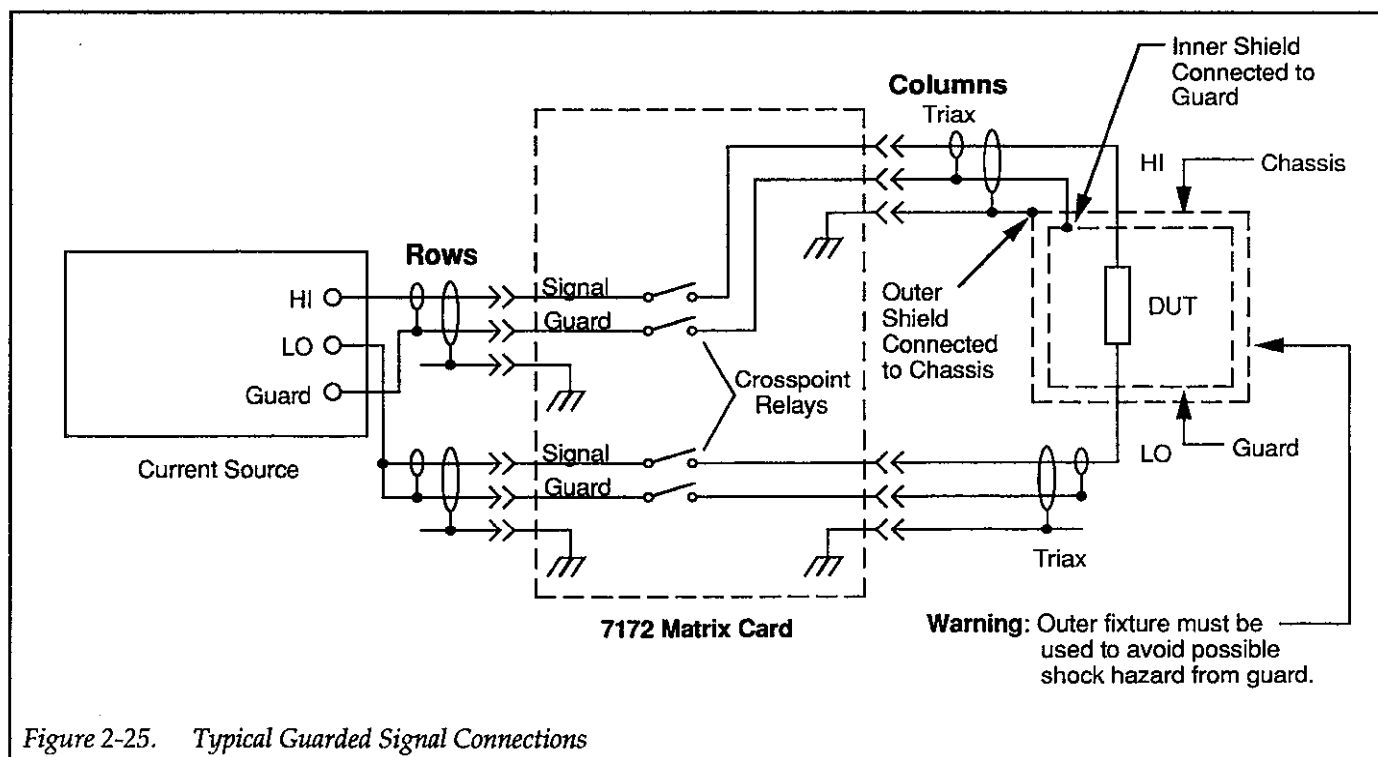 Inner Shield
Connected to
Guard
Columns
Triax
HI
Chassis
Rows
HI
Signal
Guard
LO
Guard
Outer
Shield
Connected
to Chassis
DUT
Crosspoint
Relays
Current Source
Signal
Guard
LO
Guard
Triax
7172 Matrix Card
Warning: Outer fixture must be
used to avoid possible
shock hazard from guard.
Figure 2-25. Typical Guarded Signal Connections